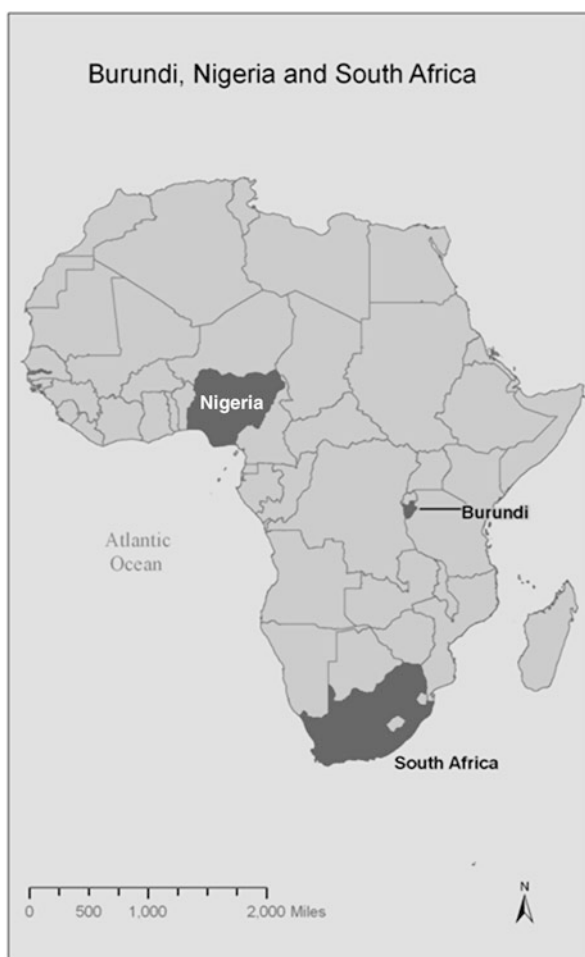 Burundi, Nigeria and South Africa
Nigeria
Burundi
Atlantic
Ocean
South Africa
N
0 500 1,000 2,000 Miles